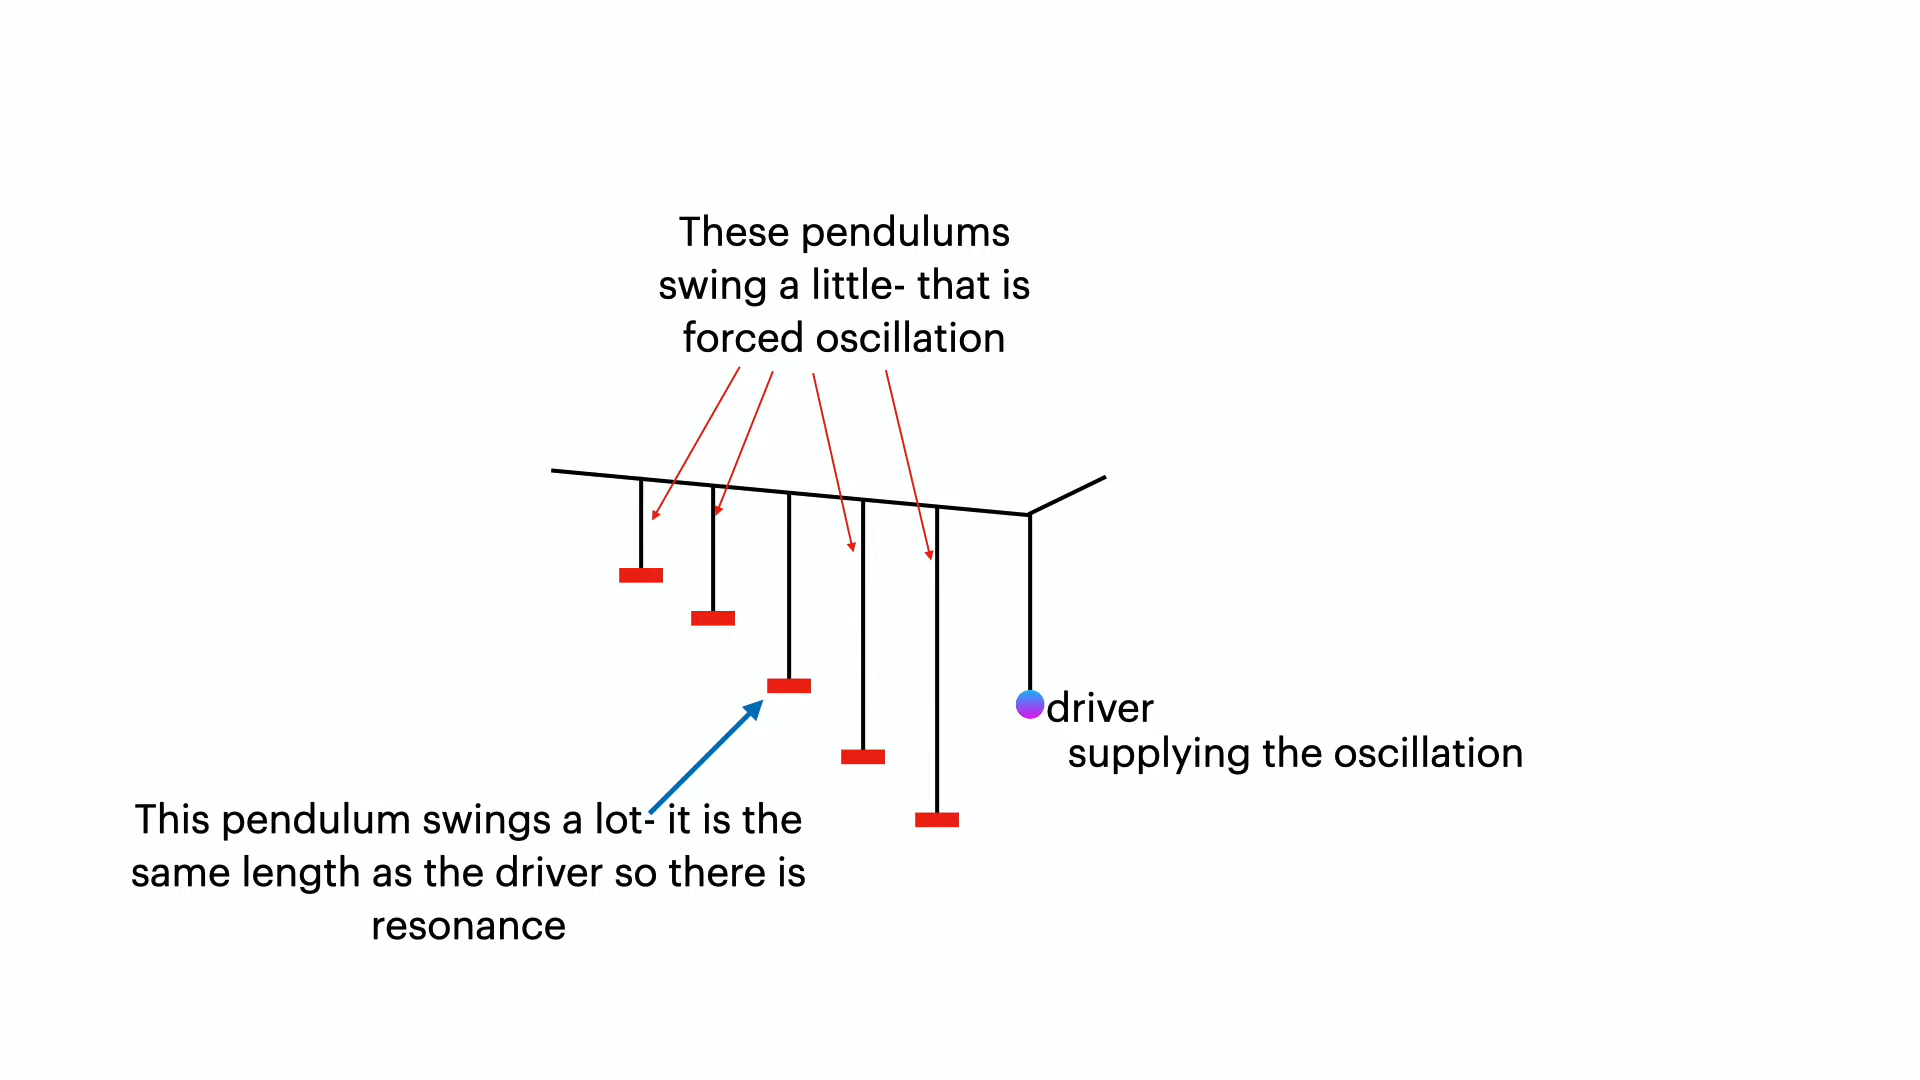 These pendulums
swing a little- that is
forced oscillation
driver
supplying the oscillation
This pendulum swings a lot- it is the
same length as the driver so there is
resonance